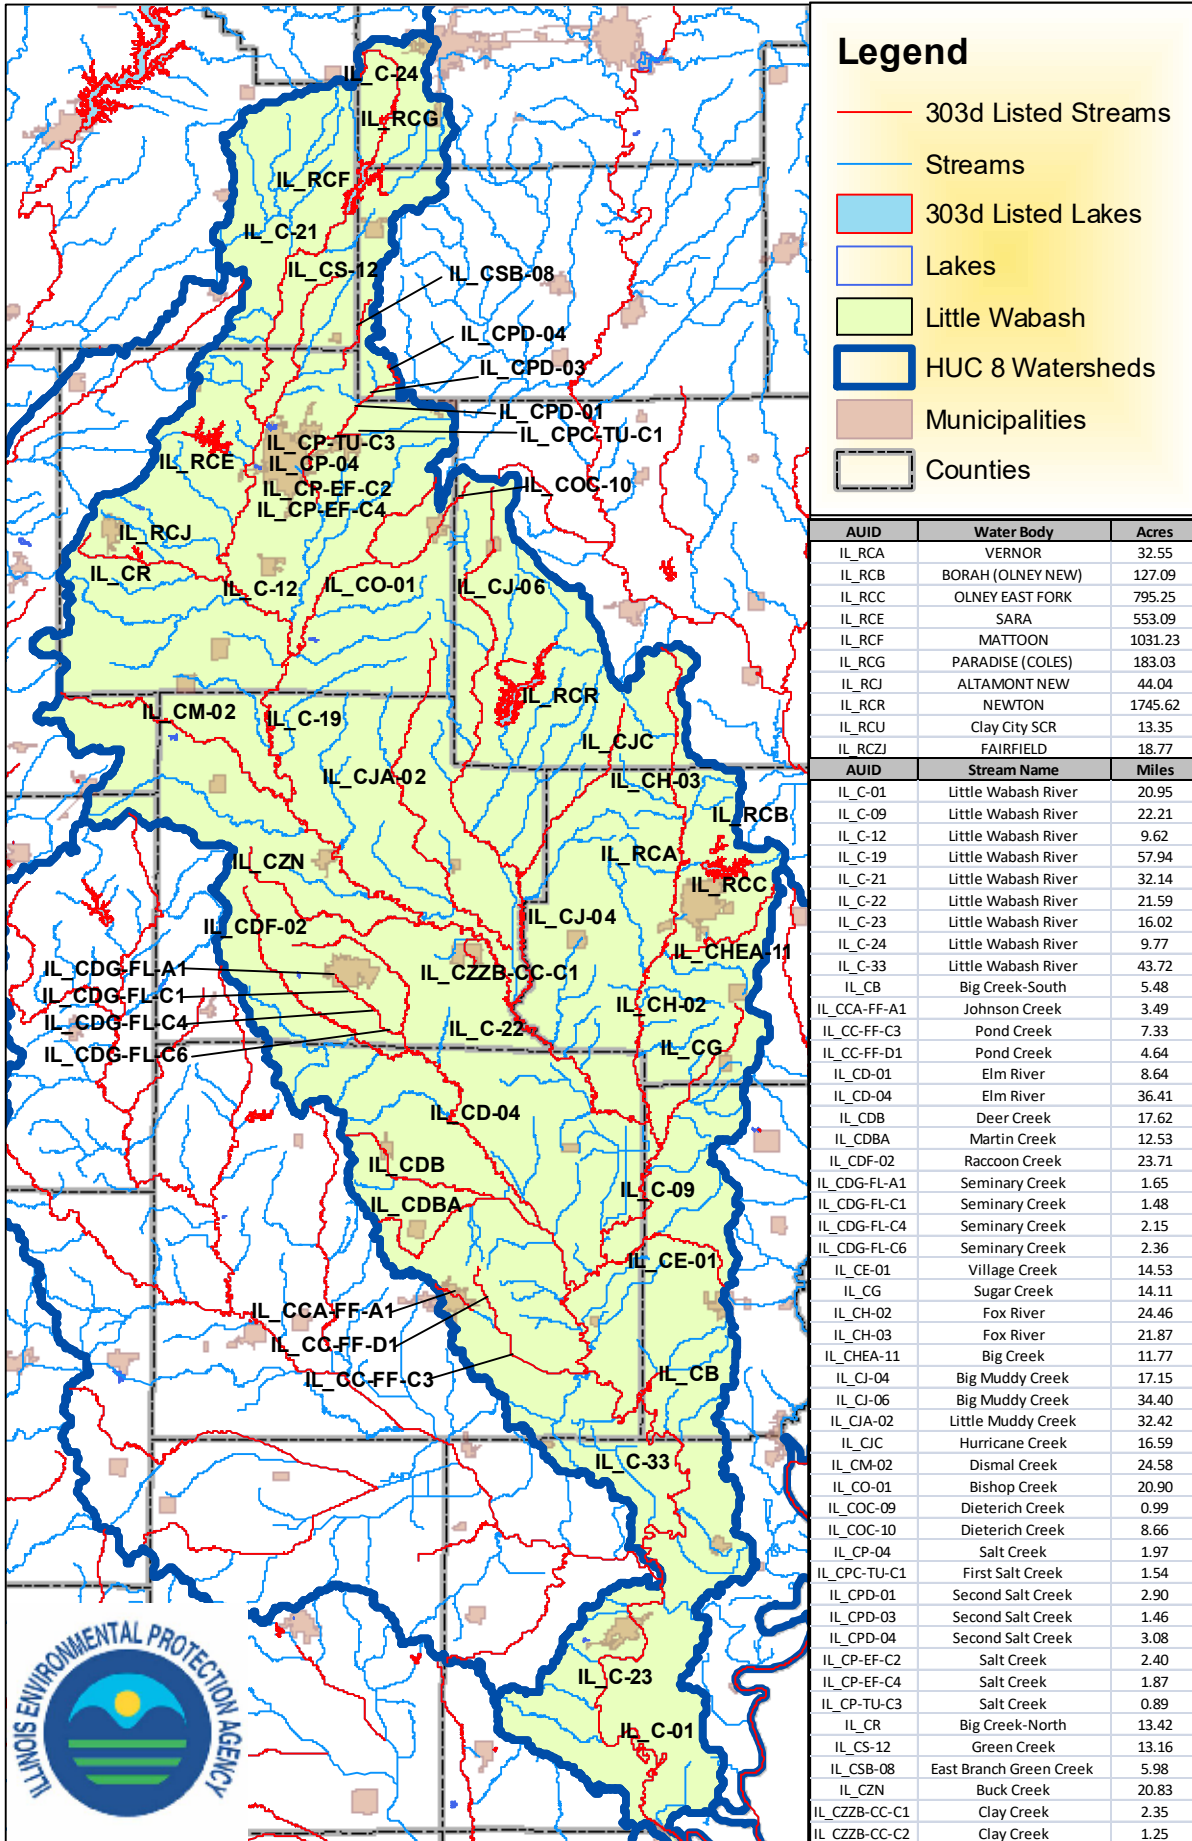 IL_C-24
IL_RCG
IL_RCF
IL_C-21
IL_CS-12
IL_CSB-08
IL_CPD-04
IL_CPD-03
IL_CPD-01
IL_CPC-TU-C1
IL_CP-TU-C3
IL_CP-04
IL_RCE
IL_CP-EF-C2
IL_CP-EF-C4
IL_COC-10
IL_RCJ
IL_CR
IL_C-12
IL_CO-01
IL_CJ-06
IL_RCR
IL_CM-02
IL_C-19
IL_CJC
IL_CJA-02
IL_CH-03
IL_RCB
IL_RCA
IL_RCC
IL_CZN
IL_CDF-02
IL_CJ-04
IL_CHEA-11
IL_CDG-FL-A1
IL_CZZB-CC-C1
IL_CDG-FL-C1
IL_CDG-FL-C4
IL_CDG-FL-C6
IL_CH-02
IL_C-22
IL_CG
IL_CD-04
IL_CDB
IL_C-09
IL_CDBA
IL_CE-01
IL_CCA-FF-A1
IL_CC-FF-D1
IL_CC-FF-C3
IL_CB
IL_C-33
IL_C-23
IL_C-01
ILLINOIS ENVIRONMENTAL PROTECTION AGENCY
Legend
303d Listed Streams
Streams
303d Listed Lakes
Lakes
Little Wabash
HUC 8 Watersheds
Municipalities
Counties
AUID Water Body Acres
IL_RCA VERNOR 32.55
IL_RCB BORAH (OLNEY NEW) 127.09
IL_RCC OLNEY EAST FORK 795.25
IL_RCE SARA 553.09
IL_RCF MATTOON 1031.23
IL_RCG PARADISE (COLES) 183.03
IL_RCJ ALTAMONT NEW 44.04
IL_RCR NEWTON 1745.62
IL_RCU Clay City SCR 13.35
IL_RCZJ FAIRFIELD 18.77
AUID Stream Name Miles
IL_C-01 Little Wabash River 20.95
IL_C-09 Little Wabash River 22.21
IL_C-12 Little Wabash River 9.62
IL_C-19 Little Wabash River 57.94
IL_C-21 Little Wabash River 32.14
IL_C-22 Little Wabash River 21.59
IL_C-23 Little Wabash River 16.02
IL_C-24 Little Wabash River 9.77
IL_C-33 Little Wabash River 43.72
IL_CB Big Creek-South 5.48
IL_CCA-FF-A1 Johnson Creek 3.49
IL_CC-FF-C3 Pond Creek 7.33
IL_CC-FF-D1 Pond Creek 4.64
IL_CD-01 Elm River 8.64
IL_CD-04 Elm River 36.41
IL_CDB Deer Creek 17.62
IL_CDBA Martin Creek 12.53
IL_CDF-02 Raccoon Creek 23.71
IL_CDG-FL-A1 Seminary Creek 1.65
IL_CDG-FL-C1 Seminary Creek 1.48
IL_CDG-FL-C4 Seminary Creek 2.15
IL_CDG-FL-C6 Seminary Creek 2.36
IL_CE-01 Village Creek 14.53
IL_CG Sugar Creek 14.11
IL_CH-02 Fox River 24.46
IL_CH-03 Fox River 21.87
IL_CHEA-11 Big Creek 11.77
IL_CJ-04 Big Muddy Creek 17.15
IL_CJ-06 Big Muddy Creek 34.40
IL_CJA-02 Little Muddy Creek 32.42
IL_CJC Hurricane Creek 16.59
IL_CM-02 Dismal Creek 24.58
IL_CO-01 Bishop Creek 20.90
IL_COC-09 Dieterich Creek 0.99
IL_COC-10 Dieterich Creek 8.66
IL_CP-04 Salt Creek 1.97
IL_CPC-TU-C1 First Salt Creek 1.54
IL_CPD-01 Second Salt Creek 2.90
IL_CPD-03 Second Salt Creek 1.46
IL_CPD-04 Second Salt Creek 3.08
IL_CP-EF-C2 Salt Creek 2.40
IL_CP-EF-C4 Salt Creek 1.87
IL_CP-TU-C3 Salt Creek 0.89
IL_CR Big Creek-North 13.42
IL_CS-12 Green Creek 13.16
IL_CSB-08 East Branch Green Creek 5.98
IL_CZN Buck Creek 20.83
IL_CZZB-CC-C1 Clay Creek 2.35
IL_CZZB-CC-C2 Clay Creek 1.25